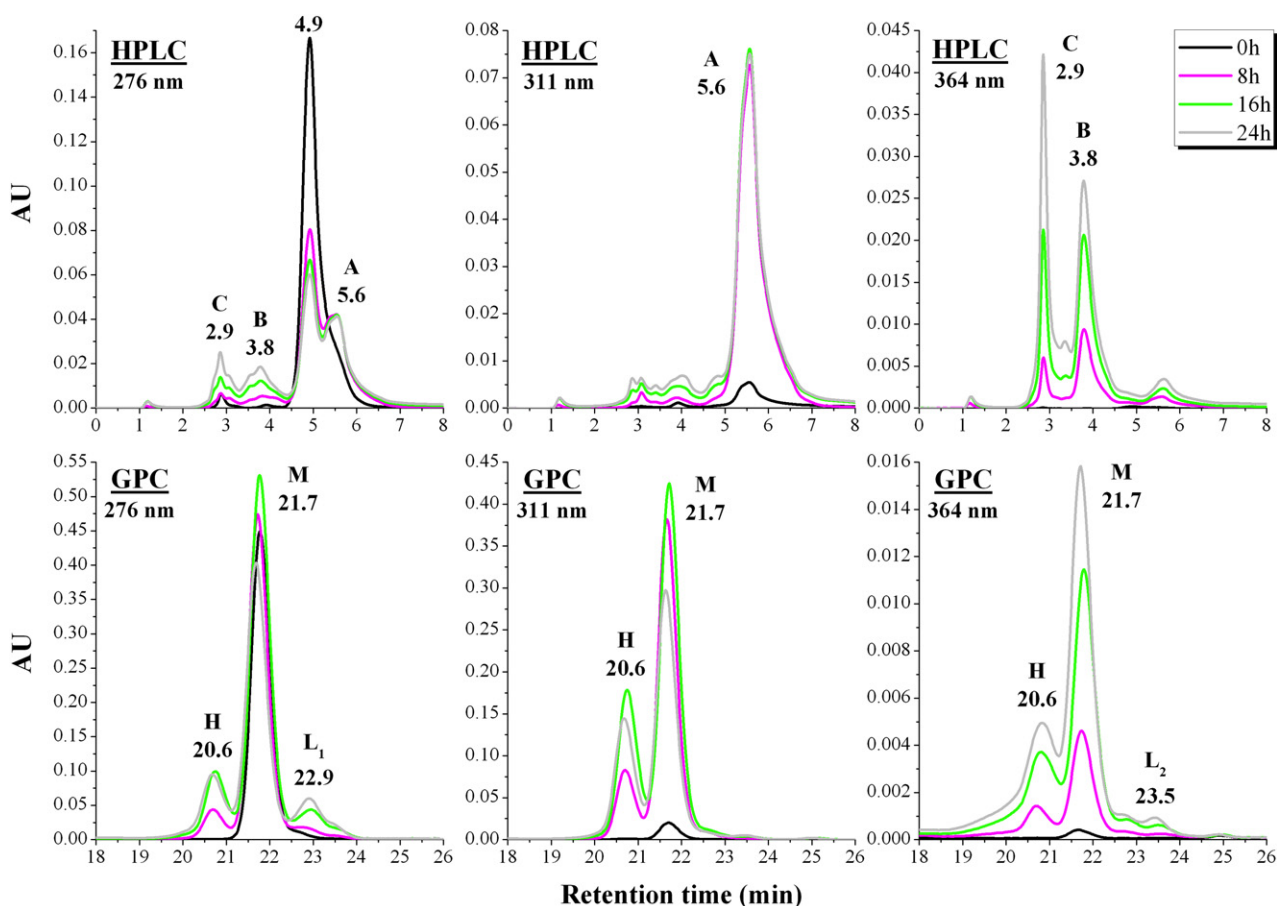 HPLC
276 nm
4.9
A
5.6
C
2.9
B
3.8
0.16
0.14
0.12
0.10
0.08
0.06
0.04
0.02
0.00
0 1 2 3 4 5 6 7 8
HPLC
311 nm
A
5.6
0.08
0.07
0.06
0.05
0.04
0.03
0.02
0.01
0.00
0 1 2 3 4 5 6 7 8
HPLC
364 nm
C
2.9
B
3.8
0.045
0.040
0.035
0.030
0.025
0.020
0.015
0.010
0.005
0.000
0 1 2 3 4 5 6 7 8
0h
8h
16h
24h
AU
GPC
276 nm
M
21.7
H
20.6
L1
22.9
0.55
0.50
0.45
0.40
0.35
0.30
0.25
0.20
0.15
0.10
0.05
0.00
18 19 20 21 22 23 24 25 26
GPC
311 nm
M
21.7
H
20.6
0.45
0.40
0.35
0.30
0.25
0.20
0.15
0.10
0.05
0.00
18 19 20 21 22 23 24 25 26
GPC
364 nm
M
21.7
H
20.6
L2
23.5
0.016
0.014
0.012
0.010
0.008
0.006
0.004
0.002
0.000
18 19 20 21 22 23 24 25 26
AU
Retention time (min)